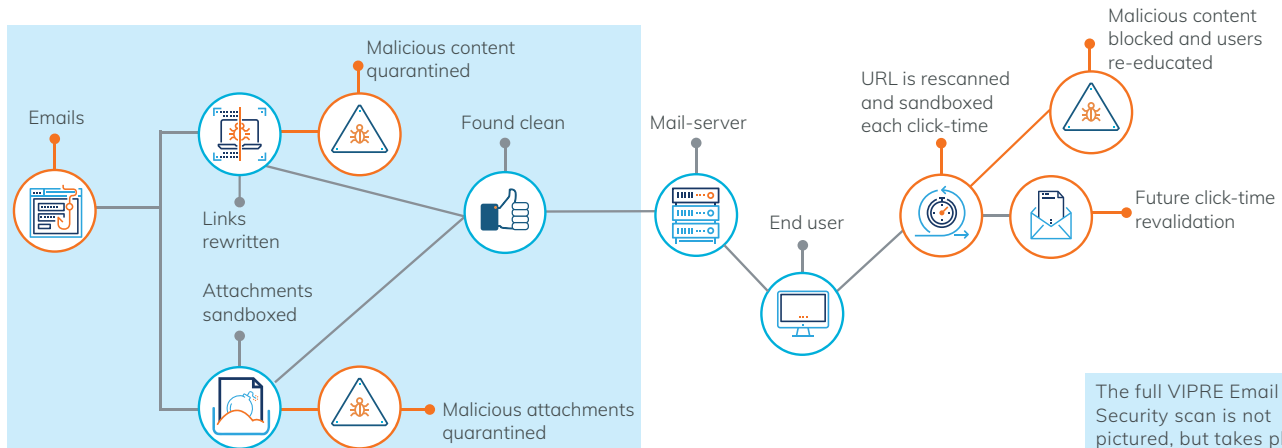 Emails
Malicious content
quarantined
Links
rewritten
Attachments
sandboxed
Malicious attachments
quarantined
Found clean
Mail-server
End user
URL is rescanned
and sandboxed
each click-time
Malicious content
blocked and users
re-educated
Future click-time
revalidation
The full VIPRE Email
Security scan is not
pictured, but takes